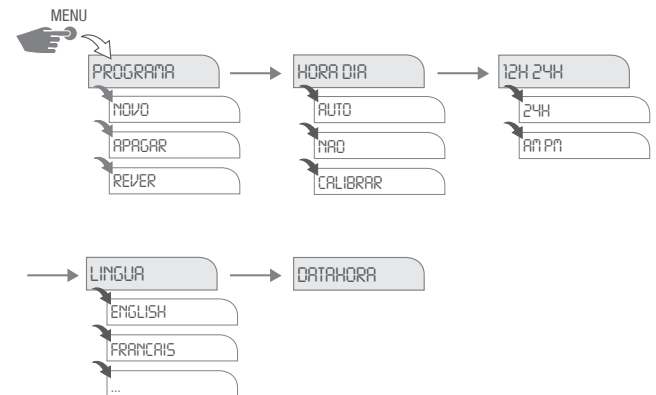 MENU
PROGRAMA
NOVO
APAGAR
REVER
HORA DIA
AUTO
NAO
CALIBRAR
12H 24H
24H
AM PM
LINGUA
ENGLISH
FRANCAIS
...
DATAHORA